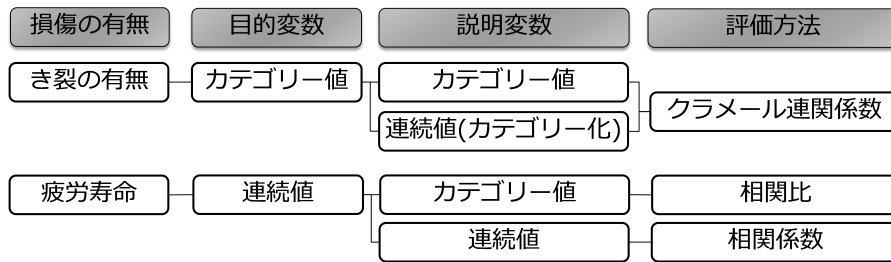 損傷の有無 目的変数 説明変数 評価方法
き裂の有無 カテゴリー値 カテゴリー値
クラメール連関係数
連続値(カテゴリー化)
疲労寿命 連続値 カテゴリー値 相関比
連続値 相関係数